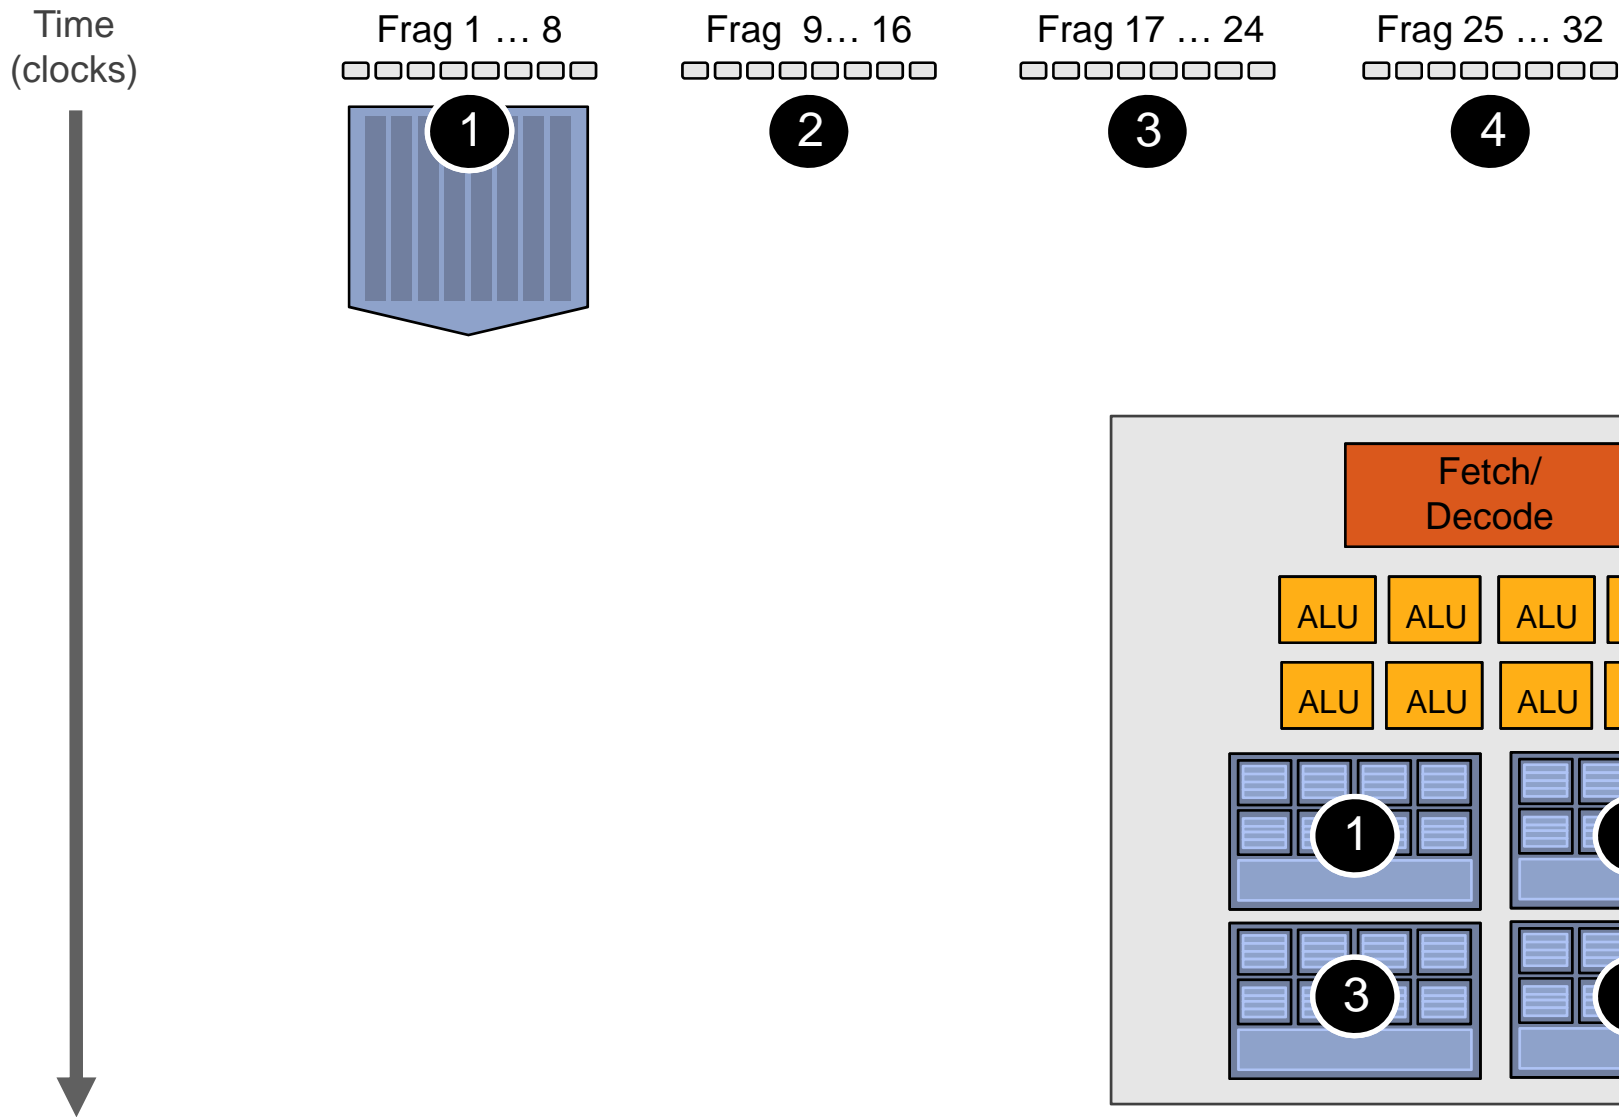 Time
(clocks)
Frag 1 … 8
Frag 9… 16
Frag 17 … 24
Frag 25 … 32
1
2
3
4
Fetch/
Decode
ALU ALU ALU
ALU ALU ALU
1
3